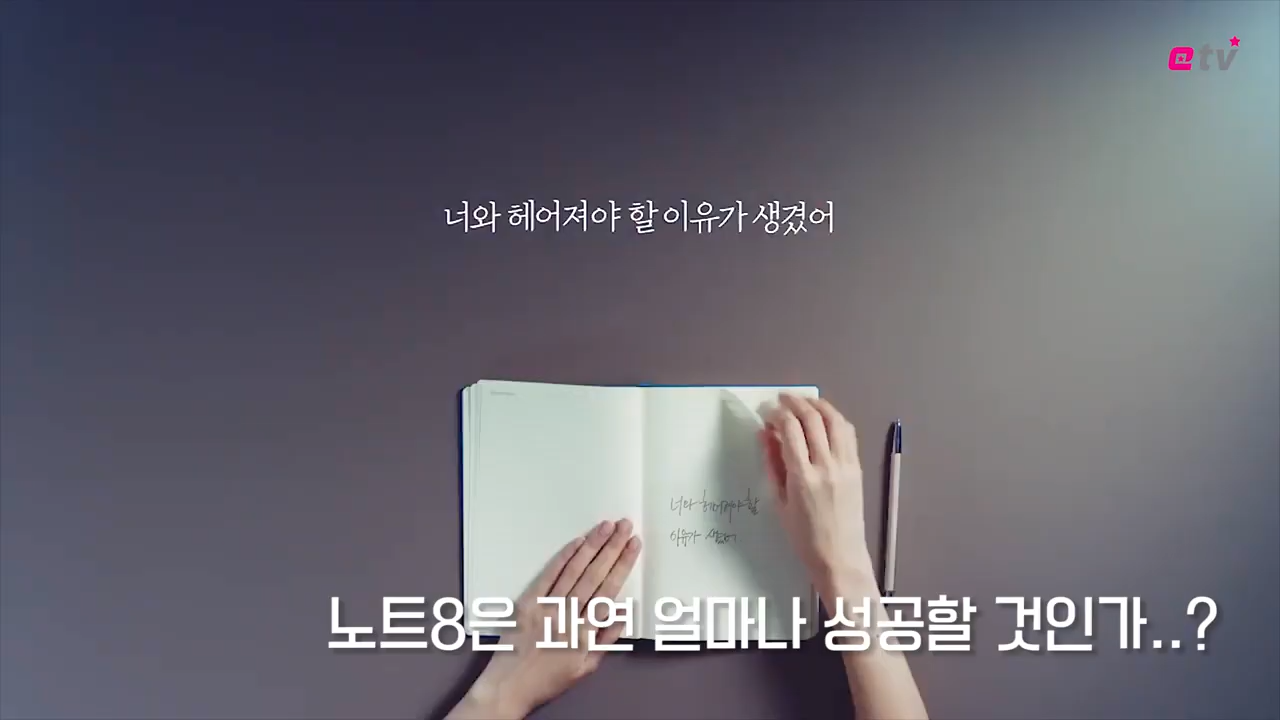 etv
너와 헤어져야 할 이유가 생겼어
너와 헤어져야 할
이유가 생겼어
노트8은 과연 얼마나 성공할 것인가..?